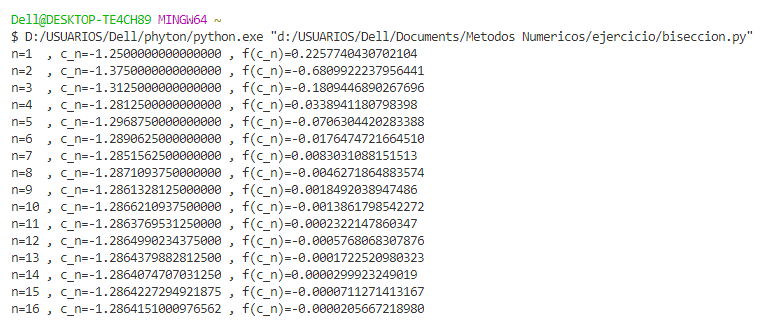 Dell@DESKTOP-TE4CH89 MINGW64 ~
$ D:/USUARIOS/Dell/phyton/python.exe "d:/USUARIOS/Dell/Documents/Metodos Numericos/ejercicio/biseccion.py"
n=1  , c_n=-1.2500000000000000 , f(c_n)=0.2257740430702104
n=2  , c_n=-1.3750000000000000 , f(c_n)=-0.6809922237956441
n=3  , c_n=-1.3125000000000000 , f(c_n)=-0.1809446890267696
n=4  , c_n=-1.2812500000000000 , f(c_n)=0.0338941180798398
n=5  , c_n=-1.2968750000000000 , f(c_n)=-0.0706304420283388
n=6  , c_n=-1.2890625000000000 , f(c_n)=-0.0176474721664510
n=7  , c_n=-1.2851562500000000 , f(c_n)=0.0083031088151513
n=8  , c_n=-1.2871093750000000 , f(c_n)=-0.0046271864883574
n=9  , c_n=-1.2861328125000000 , f(c_n)=0.0018492038947486
n=10 , c_n=-1.2866210937500000 , f(c_n)=-0.0013861798542272
n=11 , c_n=-1.2863769531250000 , f(c_n)=0.0002322147860347
n=12 , c_n=-1.2864990234375000 , f(c_n)=-0.0005768068307876
n=13 , c_n=-1.2864379882812500 , f(c_n)=-0.0001722520980323
n=14 , c_n=-1.2864074707031250 , f(c_n)=0.0000299923249019
n=15 , c_n=-1.2864227294921875 , f(c_n)=-0.0000711271413167
n=16 , c_n=-1.2864151000976562 , f(c_n)=-0.0000205667218980